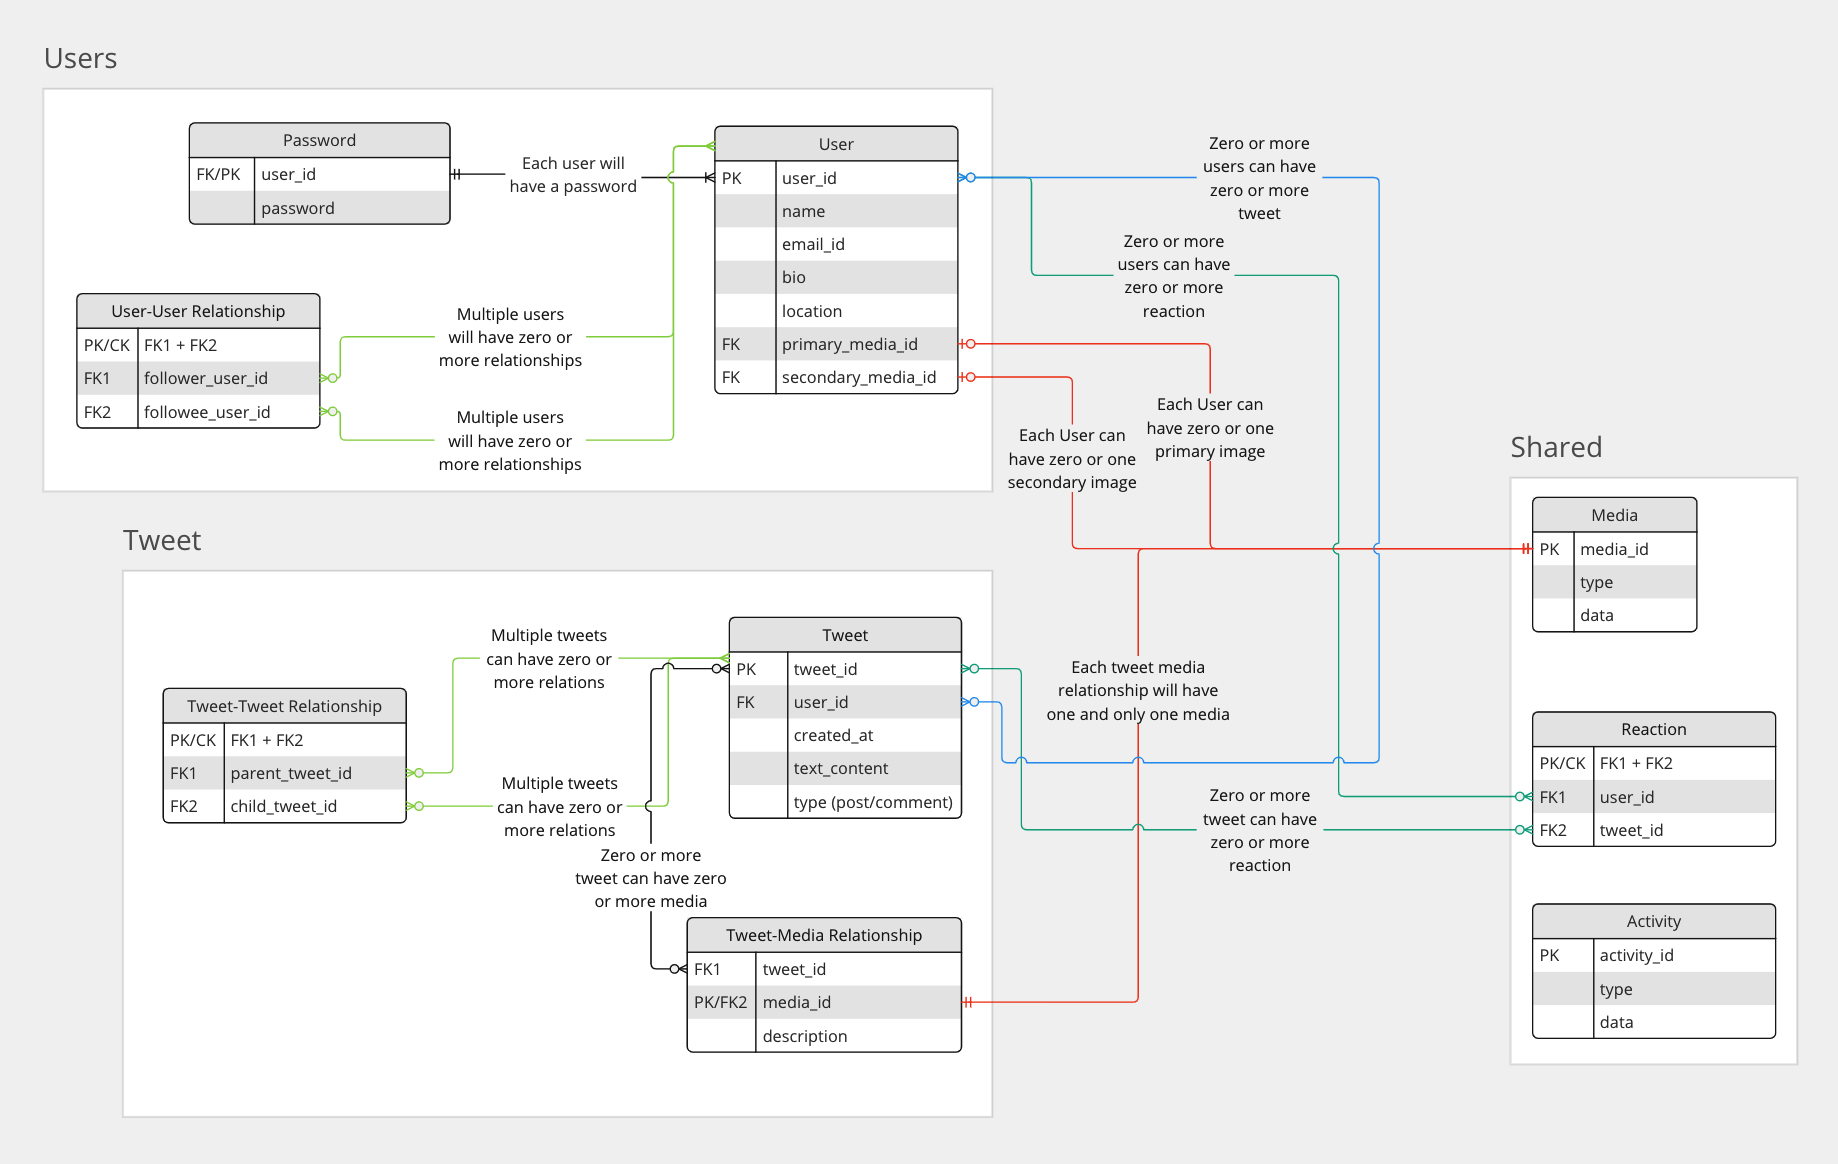 Users
Password
FK/PK user_id
password
Each user will
have a password
User
PK user_id
name
email_id
bio
location
FK primary_media_id
FK secondary_media_id
User-User Relationship
PK/CK FK1 + FK2
FK1 follower_user_id
FK2 followee_user_id
Multiple users
will have zero or
more relationships
Multiple users
will have zero or
more relationships
Zero or more
users can have
zero or more
tweet
Zero or more
users can have
zero or more
reaction
Each User can
have zero or one
primary image
Each User can
have zero or one
secondary image
Shared
Media
PK media_id
type
data
Tweet
Multiple tweets
can have zero or
more relations
Tweet
PK tweet_id
FK user_id
created_at
text_content
type (post/comment)
Tweet-Tweet Relationship
PK/CK FK1 + FK2
FK1 parent_tweet_id
FK2 child_tweet_id
Multiple tweets
can have zero or
more relations
Zero or more
tweet can have zero
or more media
Tweet-Media Relationship
FK1 tweet_id
PK/FK2 media_id
description
Each tweet media
relationship will have
one and only one media
Zero or more
tweet can have
zero or more
reaction
Reaction
PK/CK FK1 + FK2
FK1 user_id
FK2 tweet_id
Activity
PK activity_id
type
data